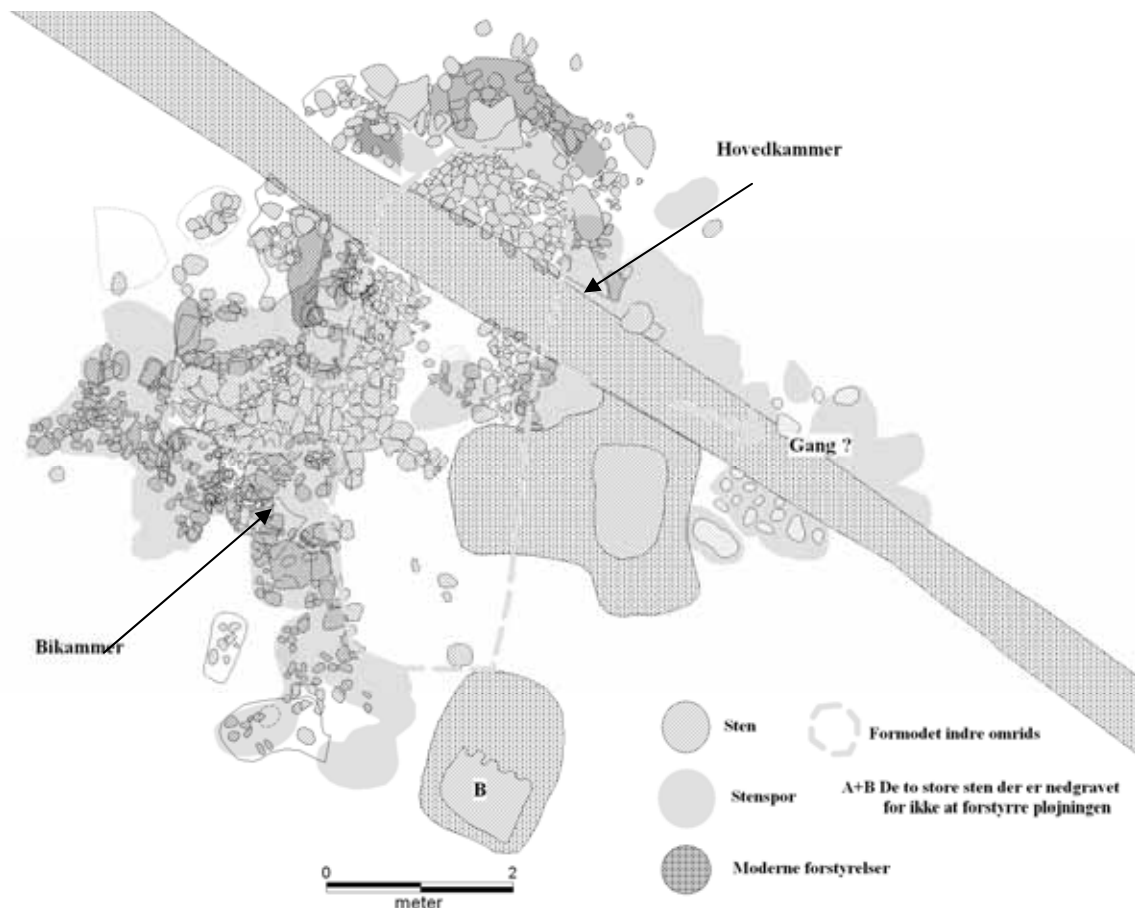 Hovedkammer
Gang ?
Bikammer
Sten
Formodet indre omrids
B
Stenspor
A+B De to store sten der er nedgravet
for ikke at forstyrre pløjningen
Moderne forstyrelser
0 2
meter